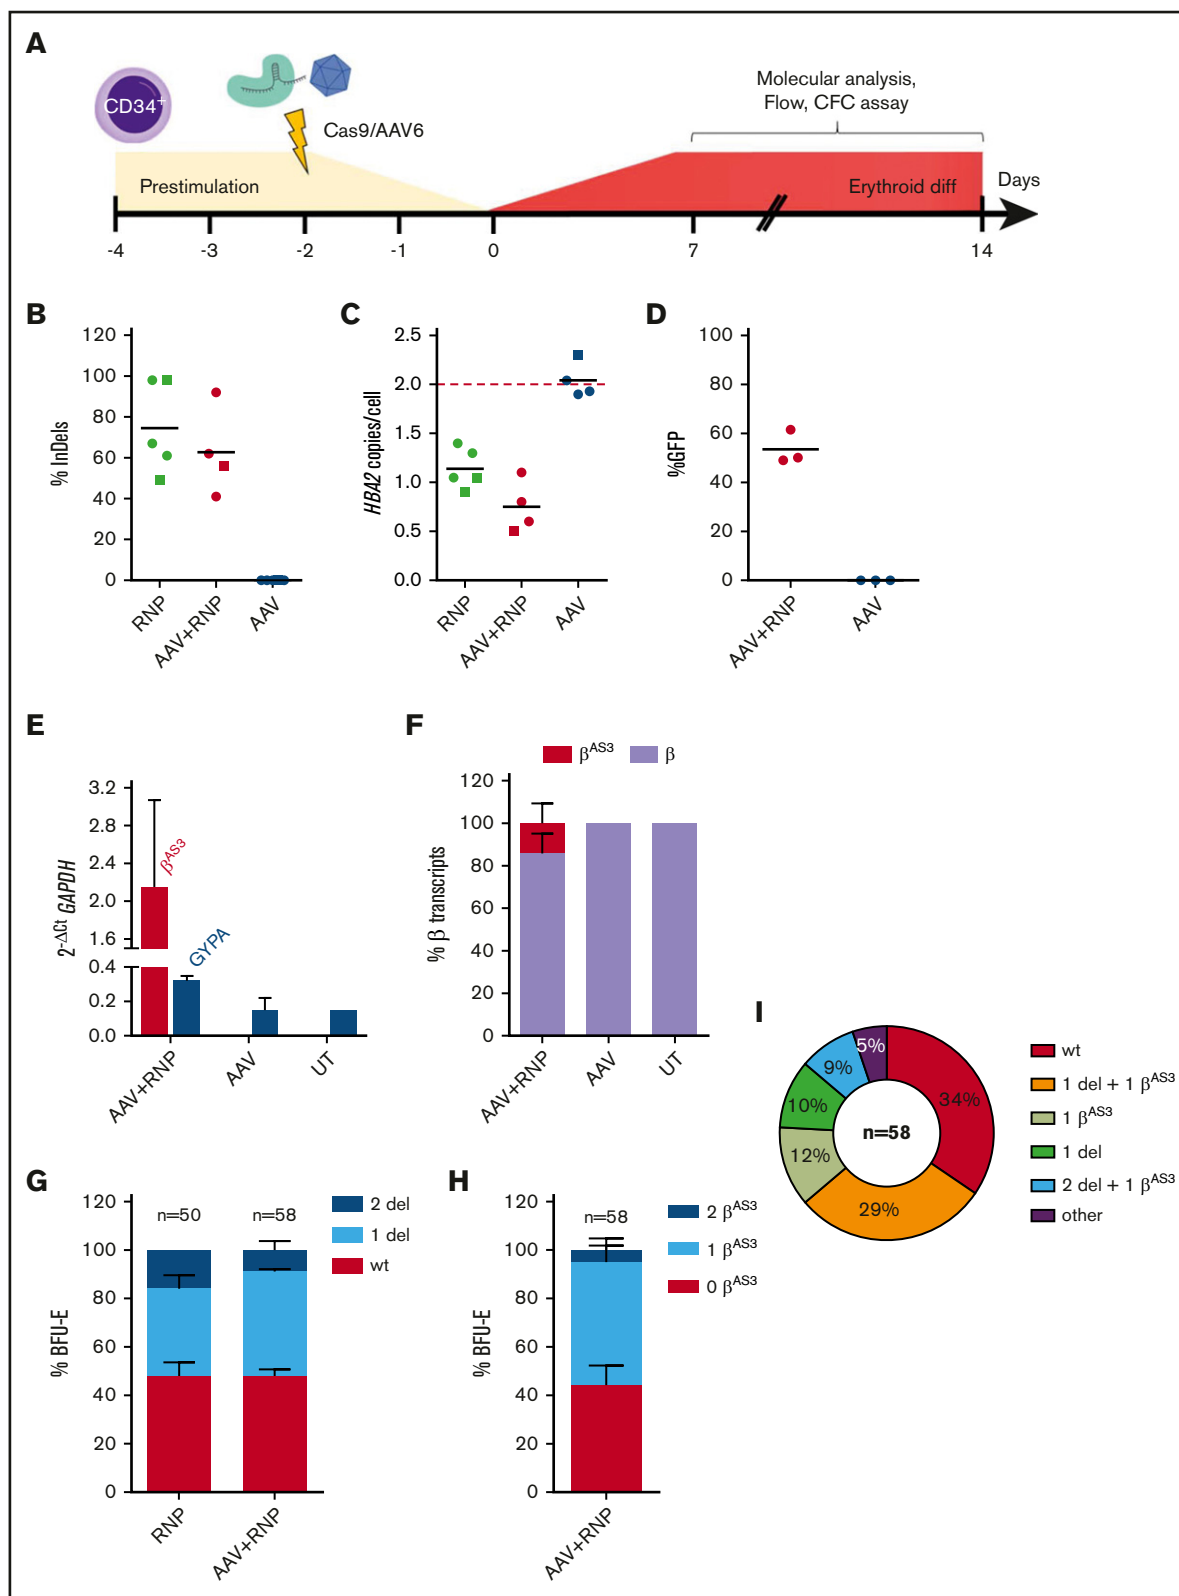 A
CD34+
Cas9/AAV6
Molecular analysis,
Flow, CFC assay
Prestimulation
Erythroid diff
Days
-4
-3
-2
-1
0
7
14
B
% InDels
120
100
80
60
40
20
0
RNP
AAV+RNP
AAV
C
HBA2 copies/cell
2.5
2.0
1.5
1.0
0.5
0.0
RNP
AAV+RNP
AAV
D
%GFP
100
80
60
40
20
0
AAV+RNP
AAV
E
2-ΔCt GAPDH
3.2
2.8
2.4
2.0
1.6
0.4
0.2
0.0
βAS3
GYPA
AAV+RNP
AAV
UT
F
βAS3
β
% β transcripts
120
100
80
60
40
20
0
AAV+RNP
AAV
UT
G
% BFU-E
120
100
80
60
40
20
0
n=50
n=58
2 del
1 del
wt
RNP
AAV+RNP
H
% BFU-E
120
100
80
60
40
20
0
n=58
2 βAS3
1 βAS3
0 βAS3
AAV+RNP
I
5%
9%
10%
12%
29%
34%
n=58
wt
1 del + 1 βAS3
1 βAS3
1 del
2 del + 1 βAS3
other